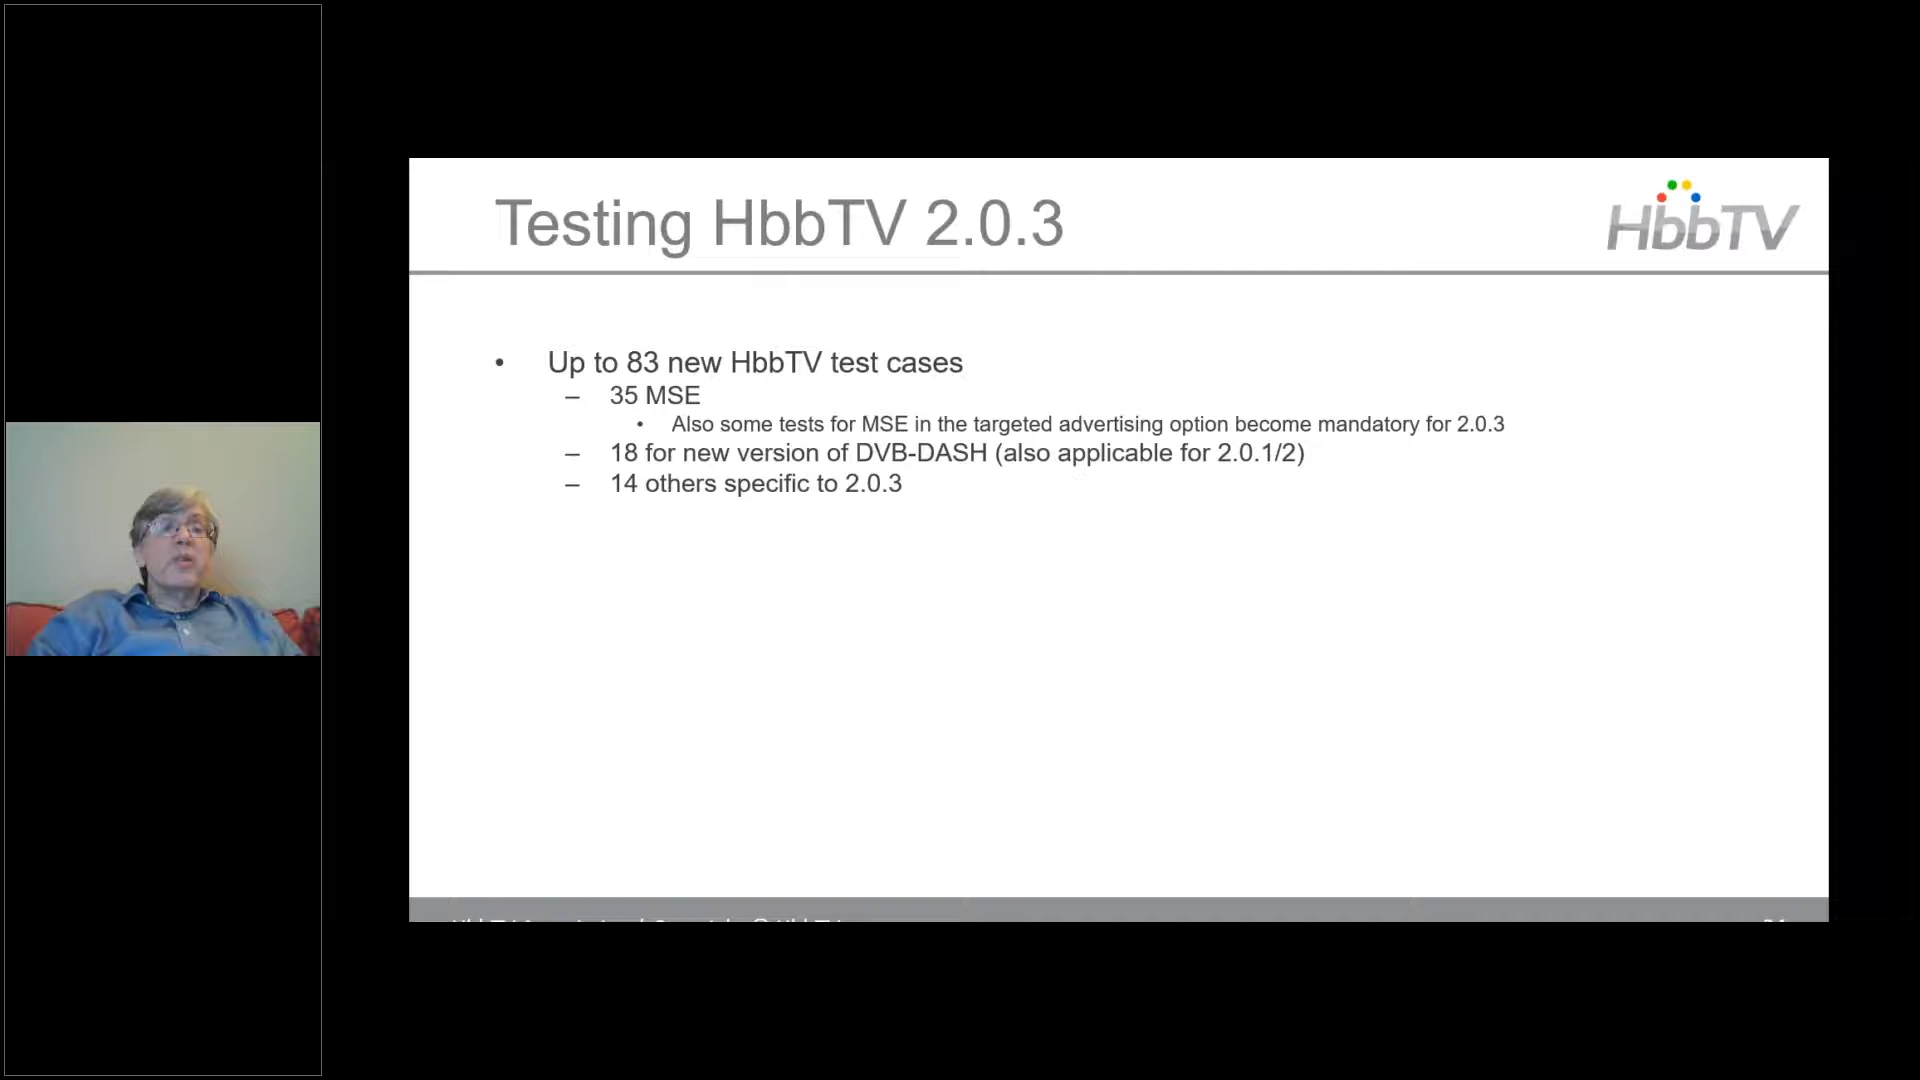 Testing HbbTV 2.0.3
HbbTV
• Up to 83 new HbbTV test cases
– 35 MSE
• Also some tests for MSE in the targeted advertising option become mandatory for 2.0.3
– 18 for new version of DVB-DASH (also applicable for 2.0.1/2)
– 14 others specific to 2.0.3